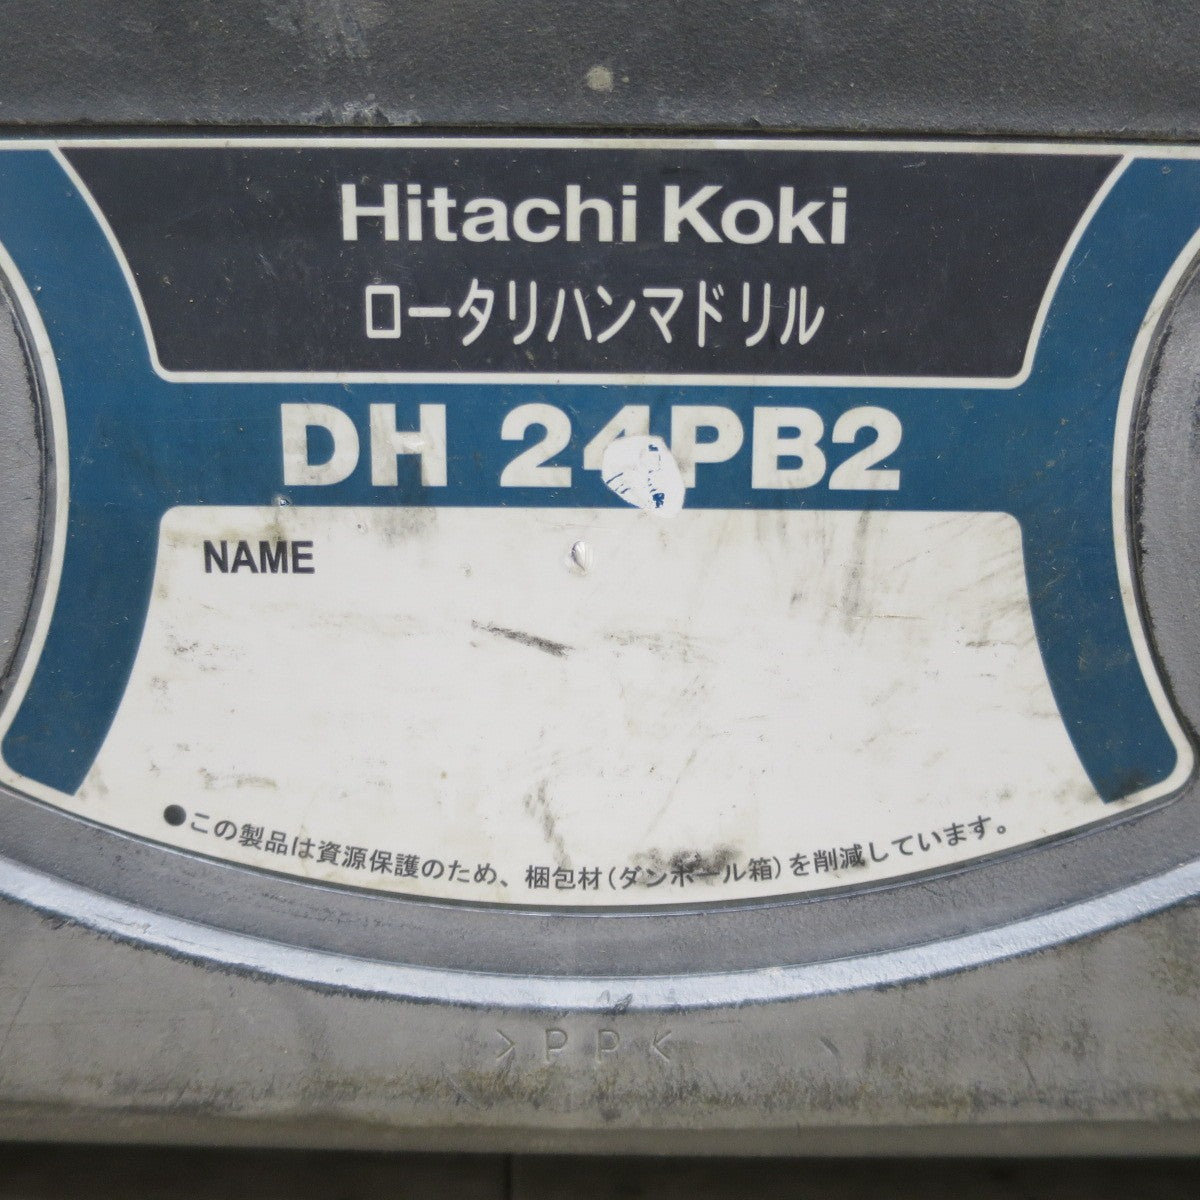 Hitachi Koki
ロータリハンマドリル
DH 24PB2
NAME
●この製品は資源保護のため、梱包材(ダンボール箱)を削減しています。
>PP<